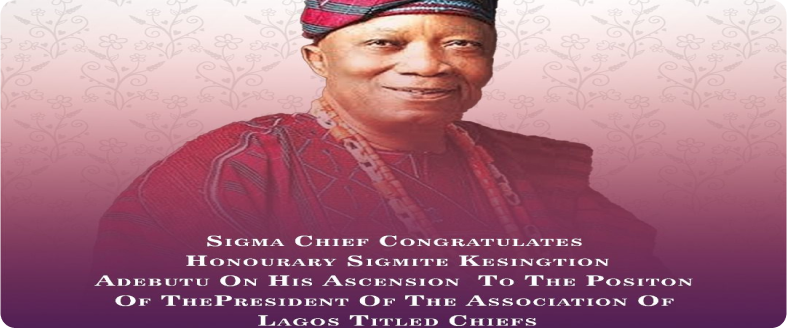 Sigma Chief Congratulates
Honourary Sigmite Kesingtion
Adebutu On His Ascension To The Positon
Of ThePresident Of The Association Of
Lagos Titled Chiefs